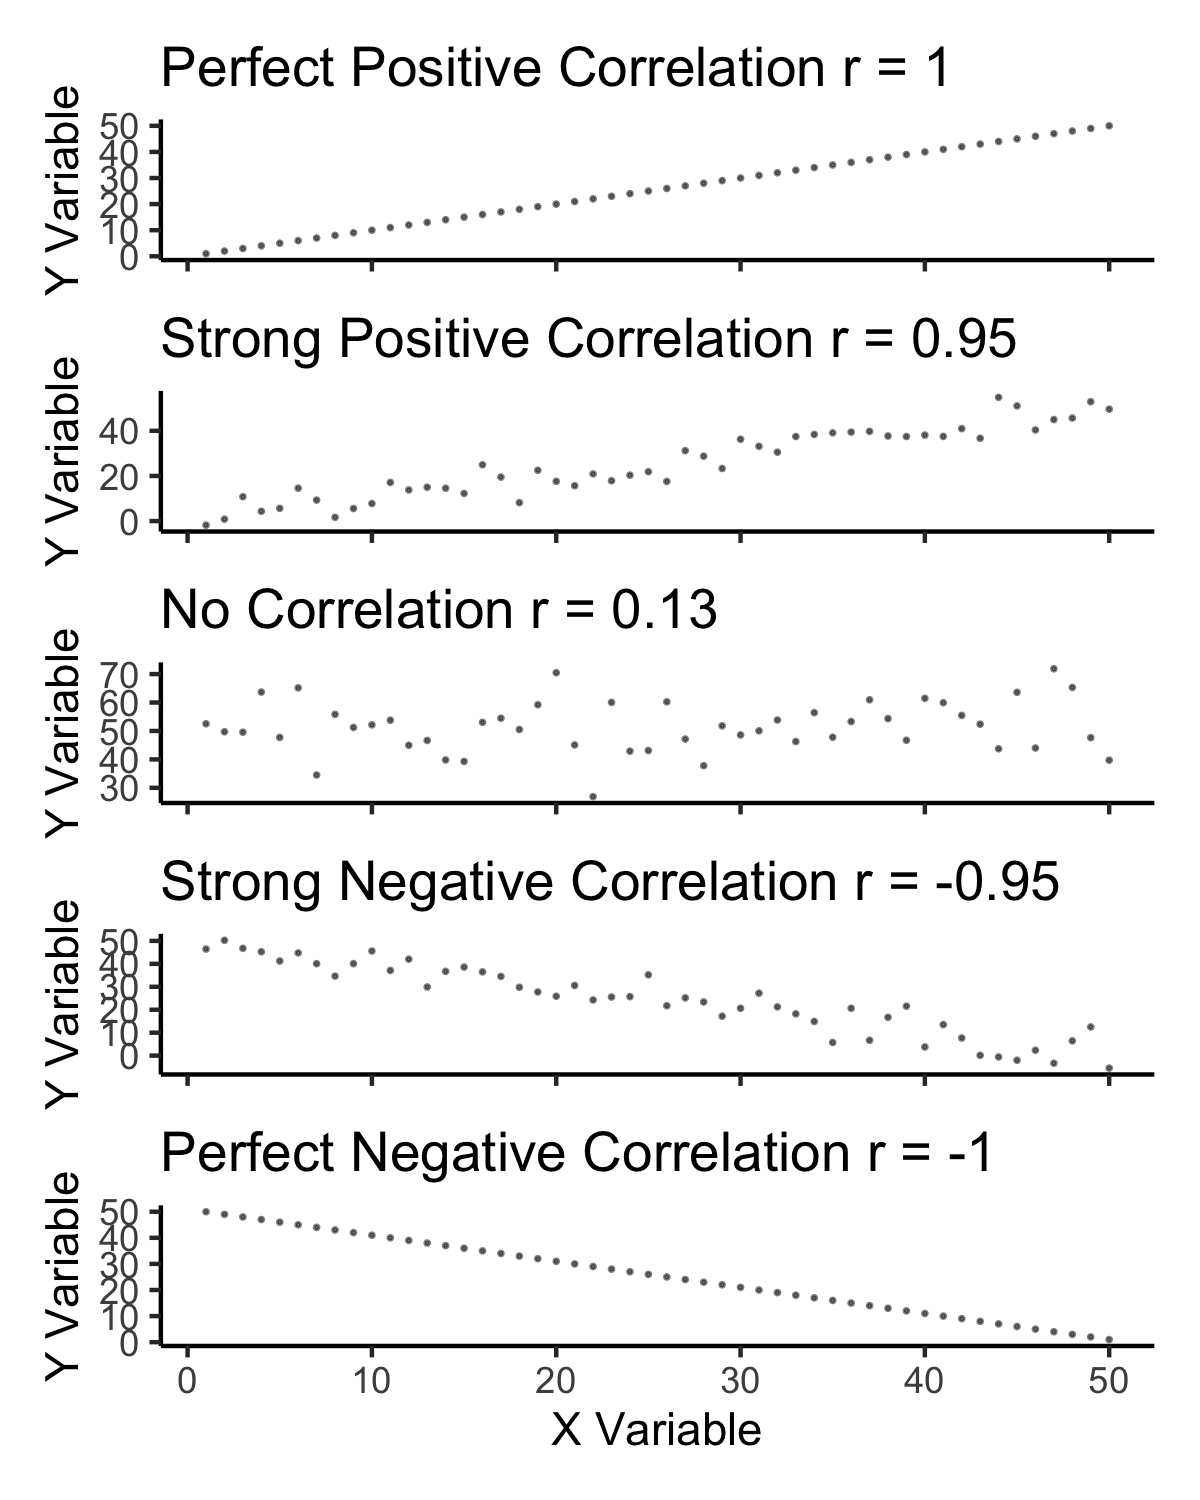 Perfect Positive Correlation r = 1
Y Variable
50
40
30
20
10
0
Strong Positive Correlation r = 0.95
Y Variable
40
20
0
No Correlation r = 0.13
Y Variable
70
60
50
40
30
Strong Negative Correlation r = -0.95
Y Variable
50
40
30
20
10
0
Perfect Negative Correlation r = -1
Y Variable
50
40
30
20
10
0
0 10 20 30 40 50
X Variable